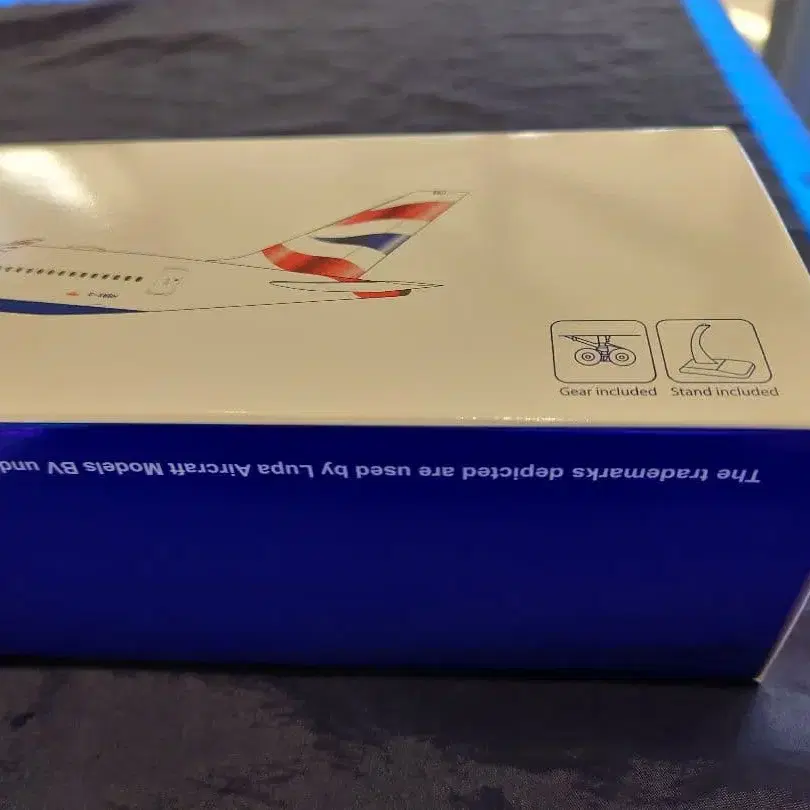 Gear included
Stand included
The trademarks depicted are used by Lupa Aircraft Models BV und